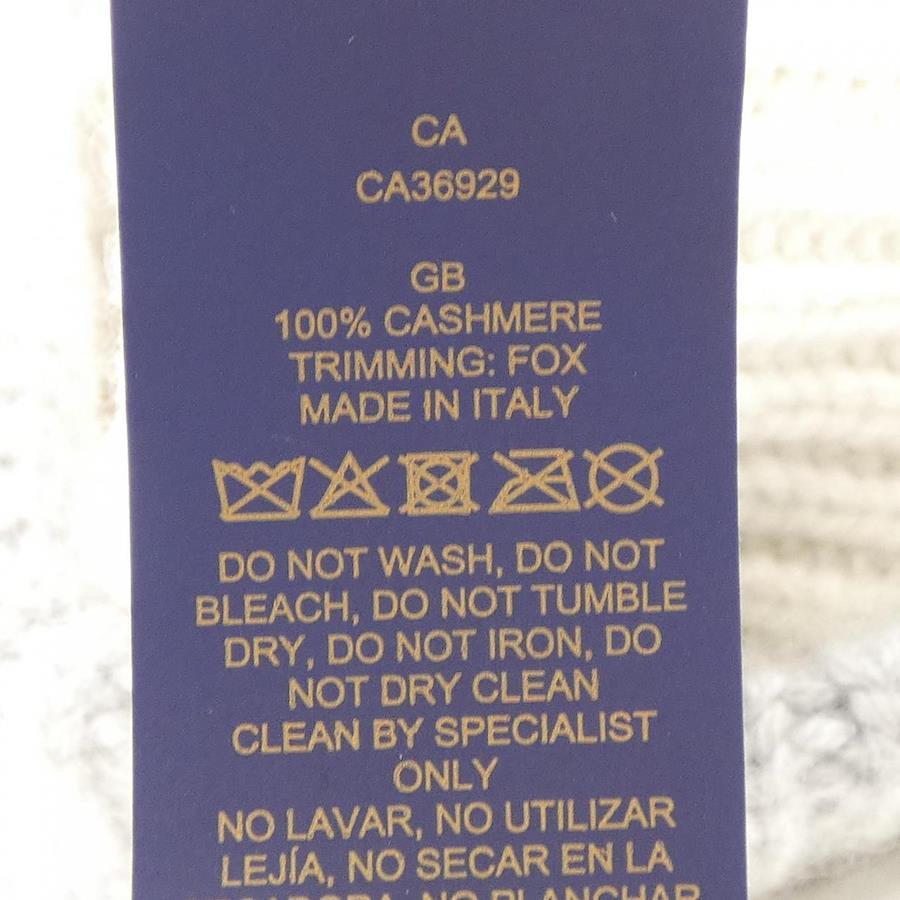 CA
CA36929
GB
100% CASHMERE
TRIMMING: FOX
MADE IN ITALY
DO NOT WASH, DO NOT
BLEACH, DO NOT TUMBLE
DRY, DO NOT IRON, DO
NOT DRY CLEAN
CLEAN BY SPECIALIST
ONLY
NO LAVAR, NO UTILIZAR
LEJÍA, NO SECAR EN LA
NO PLANCHAR